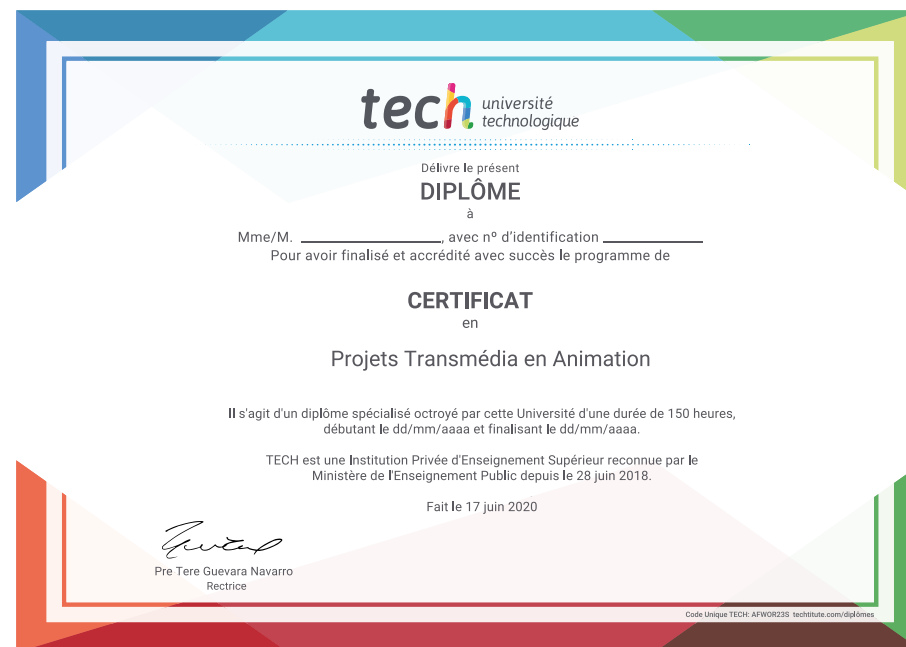 tech université
technologique
Délivre le présent
DIPLÔME
à
Mme/M. ____________________, avec nº d'identification ______________
Pour avoir finalisé et accrédité avec succès le programme de
CERTIFICAT
en
Projets Transmédia en Animation
Il s'agit d'un diplôme spécialisé octroyé par cette Université d'une durée de 150 heures,
débutant le dd/mm/aaaa et finalisant le dd/mm/aaaa.
TECH est une Institution Privée d'Enseignement Supérieur reconnue par le
Ministère de l'Enseignement Public depuis le 28 juin 2018.
Fait le 17 juin 2020
Pre Tere Guevara Navarro
Rectrice
Code Unique TECH: AFWOR23S techtitute.com/diplômes